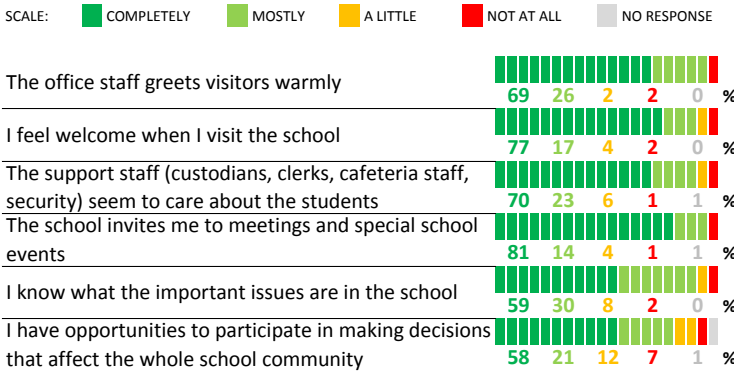 SCALE: COMPLETELY MOSTLY A LITTLE NOT AT ALL NO RESPONSE
The office staff greets visitors warmly
69 26 2 2 0 %
I feel welcome when I visit the school
77 17 4 2 0 %
The support staff (custodians, clerks, cafeteria staff,
security) seem to care about the students
70 23 6 1 1 %
The school invites me to meetings and special school
events
81 14 4 1 1 %
I know what the important issues are in the school
59 30 8 2 0 %
I have opportunities to participate in making decisions
that affect the whole school community
58 21 12 7 1 %